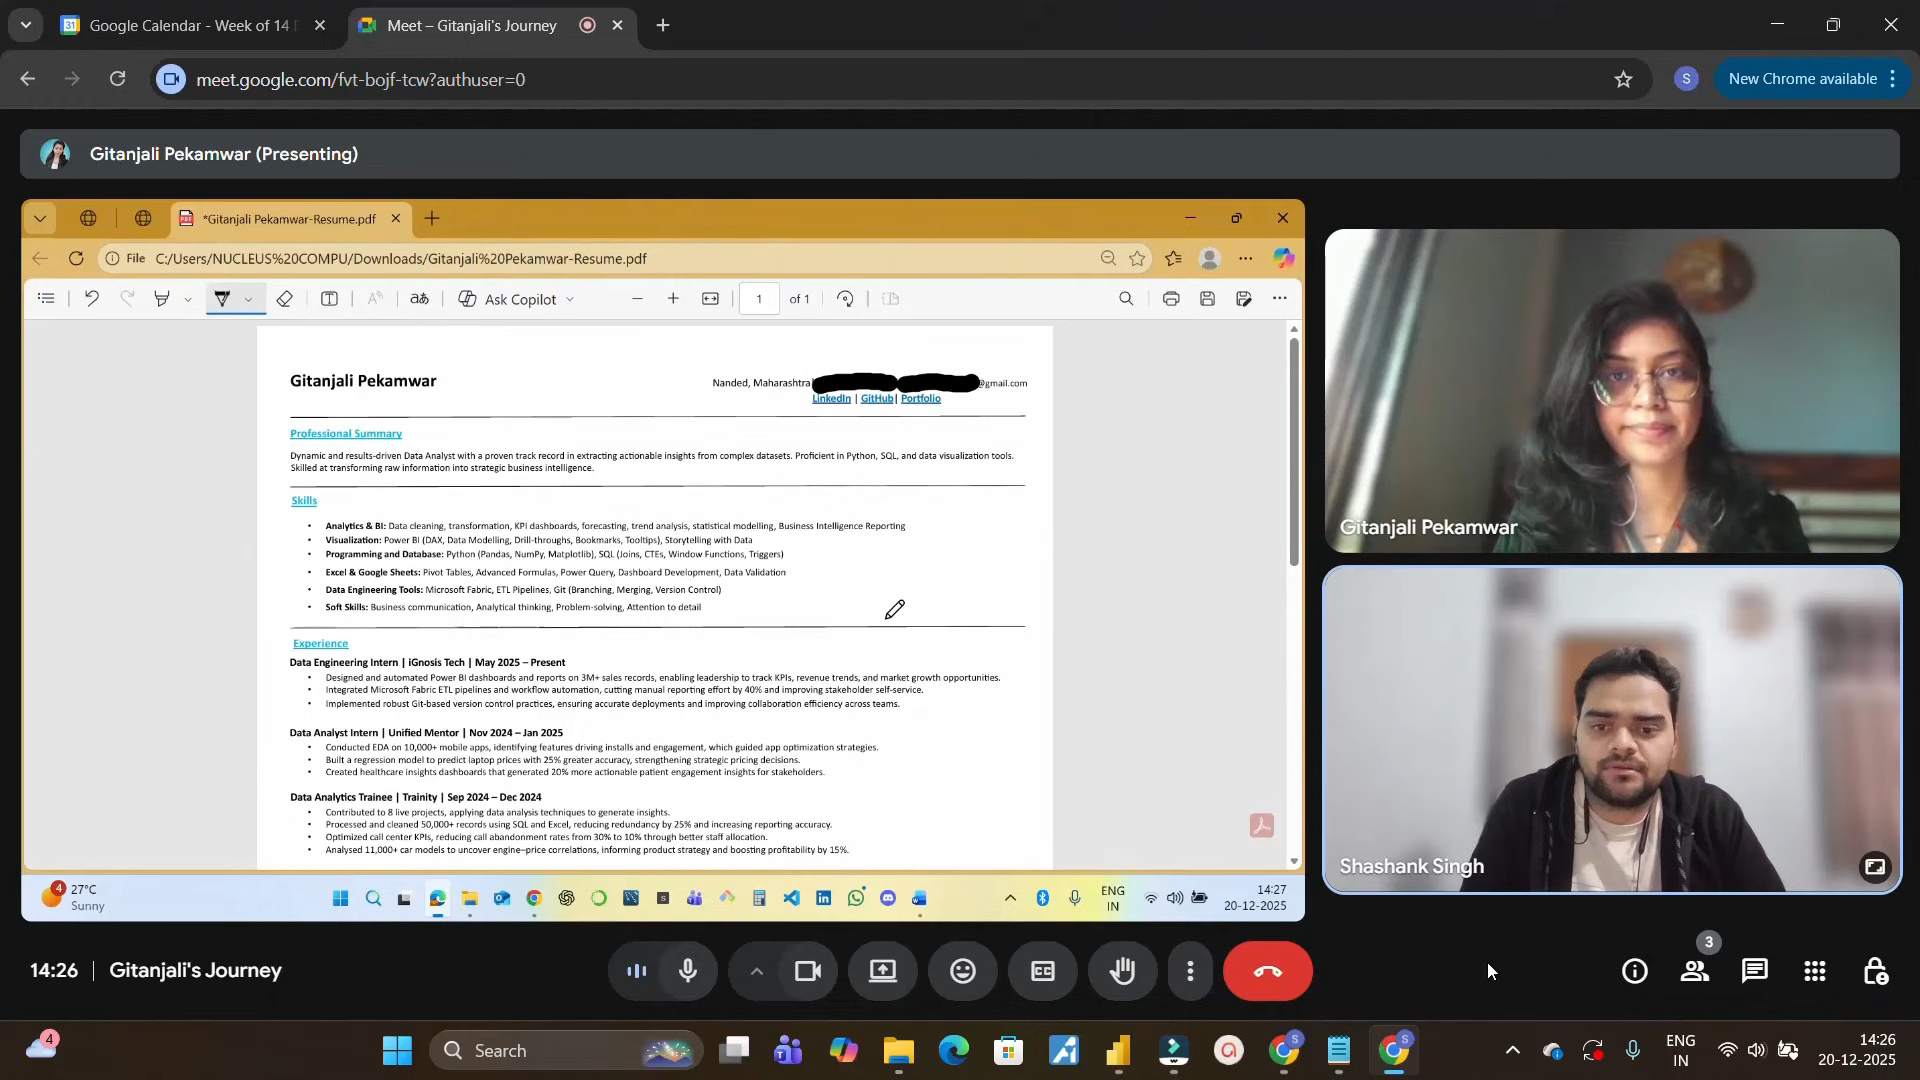 Google Calendar - Week of 14
Meet – Gitanjali's Journey
meet.google.com/fvt-bojf-tcw?authuser=0
S
New Chrome available
Gitanjali Pekamwar (Presenting)
*Gitanjali Pekamwar-Resume.pdf
File C:/Users/NUCLEUS%20COMPU/Downloads/Gitanjali%20Pekamwar-Resume.pdf
Ask Copilot
1 of 1
Gitanjali Pekamwar
Nanded, Maharashtra @gmail.com
LinkedIn | GitHub| Portfolio
Professional Summary
Dynamic and results-driven Data Analyst with a proven track record in extracting actionable insights from complex datasets. Proficient in Python, SQL, and data visualization tools.
Skilled at transforming raw information into strategic business intelligence.
Skills
• Analytics & BI: Data cleaning, transformation, KPI dashboards, forecasting, trend analysis, statistical modelling, Business Intelligence Reporting
• Visualization: Power BI (DAX, Data Modelling, Drill-throughs, Bookmarks, Tooltips), Storytelling with Data
• Programming and Database: Python (Pandas, NumPy, Matplotlib), SQL (Joins, CTEs, Window Functions, Triggers)
• Excel & Google Sheets: Pivot Tables, Advanced Formulas, Power Query, Dashboard Development, Data Validation
• Data Engineering Tools: Microsoft Fabric, ETL Pipelines, Git (Branching, Merging, Version Control)
• Soft Skills: Business communication, Analytical thinking, Problem-solving, Attention to detail
Experience
Data Engineering Intern | iGnosis Tech | May 2025 – Present
• Designed and automated Power BI dashboards and reports on 3M+ sales records, enabling leadership to track KPIs, revenue trends, and market growth opportunities.
• Integrated Microsoft Fabric ETL pipelines and workflow automation, cutting manual reporting effort by 40% and improving stakeholder self-service.
• Implemented robust Git-based version control practices, ensuring accurate deployments and improving collaboration efficiency across teams.
Data Analyst Intern | Unified Mentor | Nov 2024 – Jan 2025
• Conducted EDA on 10,000+ mobile apps, identifying features driving installs and engagement, which guided app optimization strategies.
• Built a regression model to predict laptop prices with 25% greater accuracy, strengthening strategic pricing decisions.
• Created healthcare insights dashboards that generated 20% more actionable patient engagement insights for stakeholders.
Data Analytics Trainee | Trainity | Sep 2024 – Dec 2024
• Contributed to 8 live projects, applying data analysis techniques to generate insights.
• Processed and cleaned 50,000+ records using SQL and Excel, reducing redundancy by 25% and increasing reporting accuracy.
• Optimized call center KPIs, reducing call abandonment rates from 30% to 10% through better staff allocation.
• Analysed 11,000+ car models to uncover engine–price correlations, informing product strategy and boosting profitability by 15%.
4
27°C
Sunny
ENG
IN
14:27
20-12-2025
Gitanjali Pekamwar
Shashank Singh
14:26 | Gitanjali's Journey
3
4
Search
ENG
IN
14:26
20-12-2025